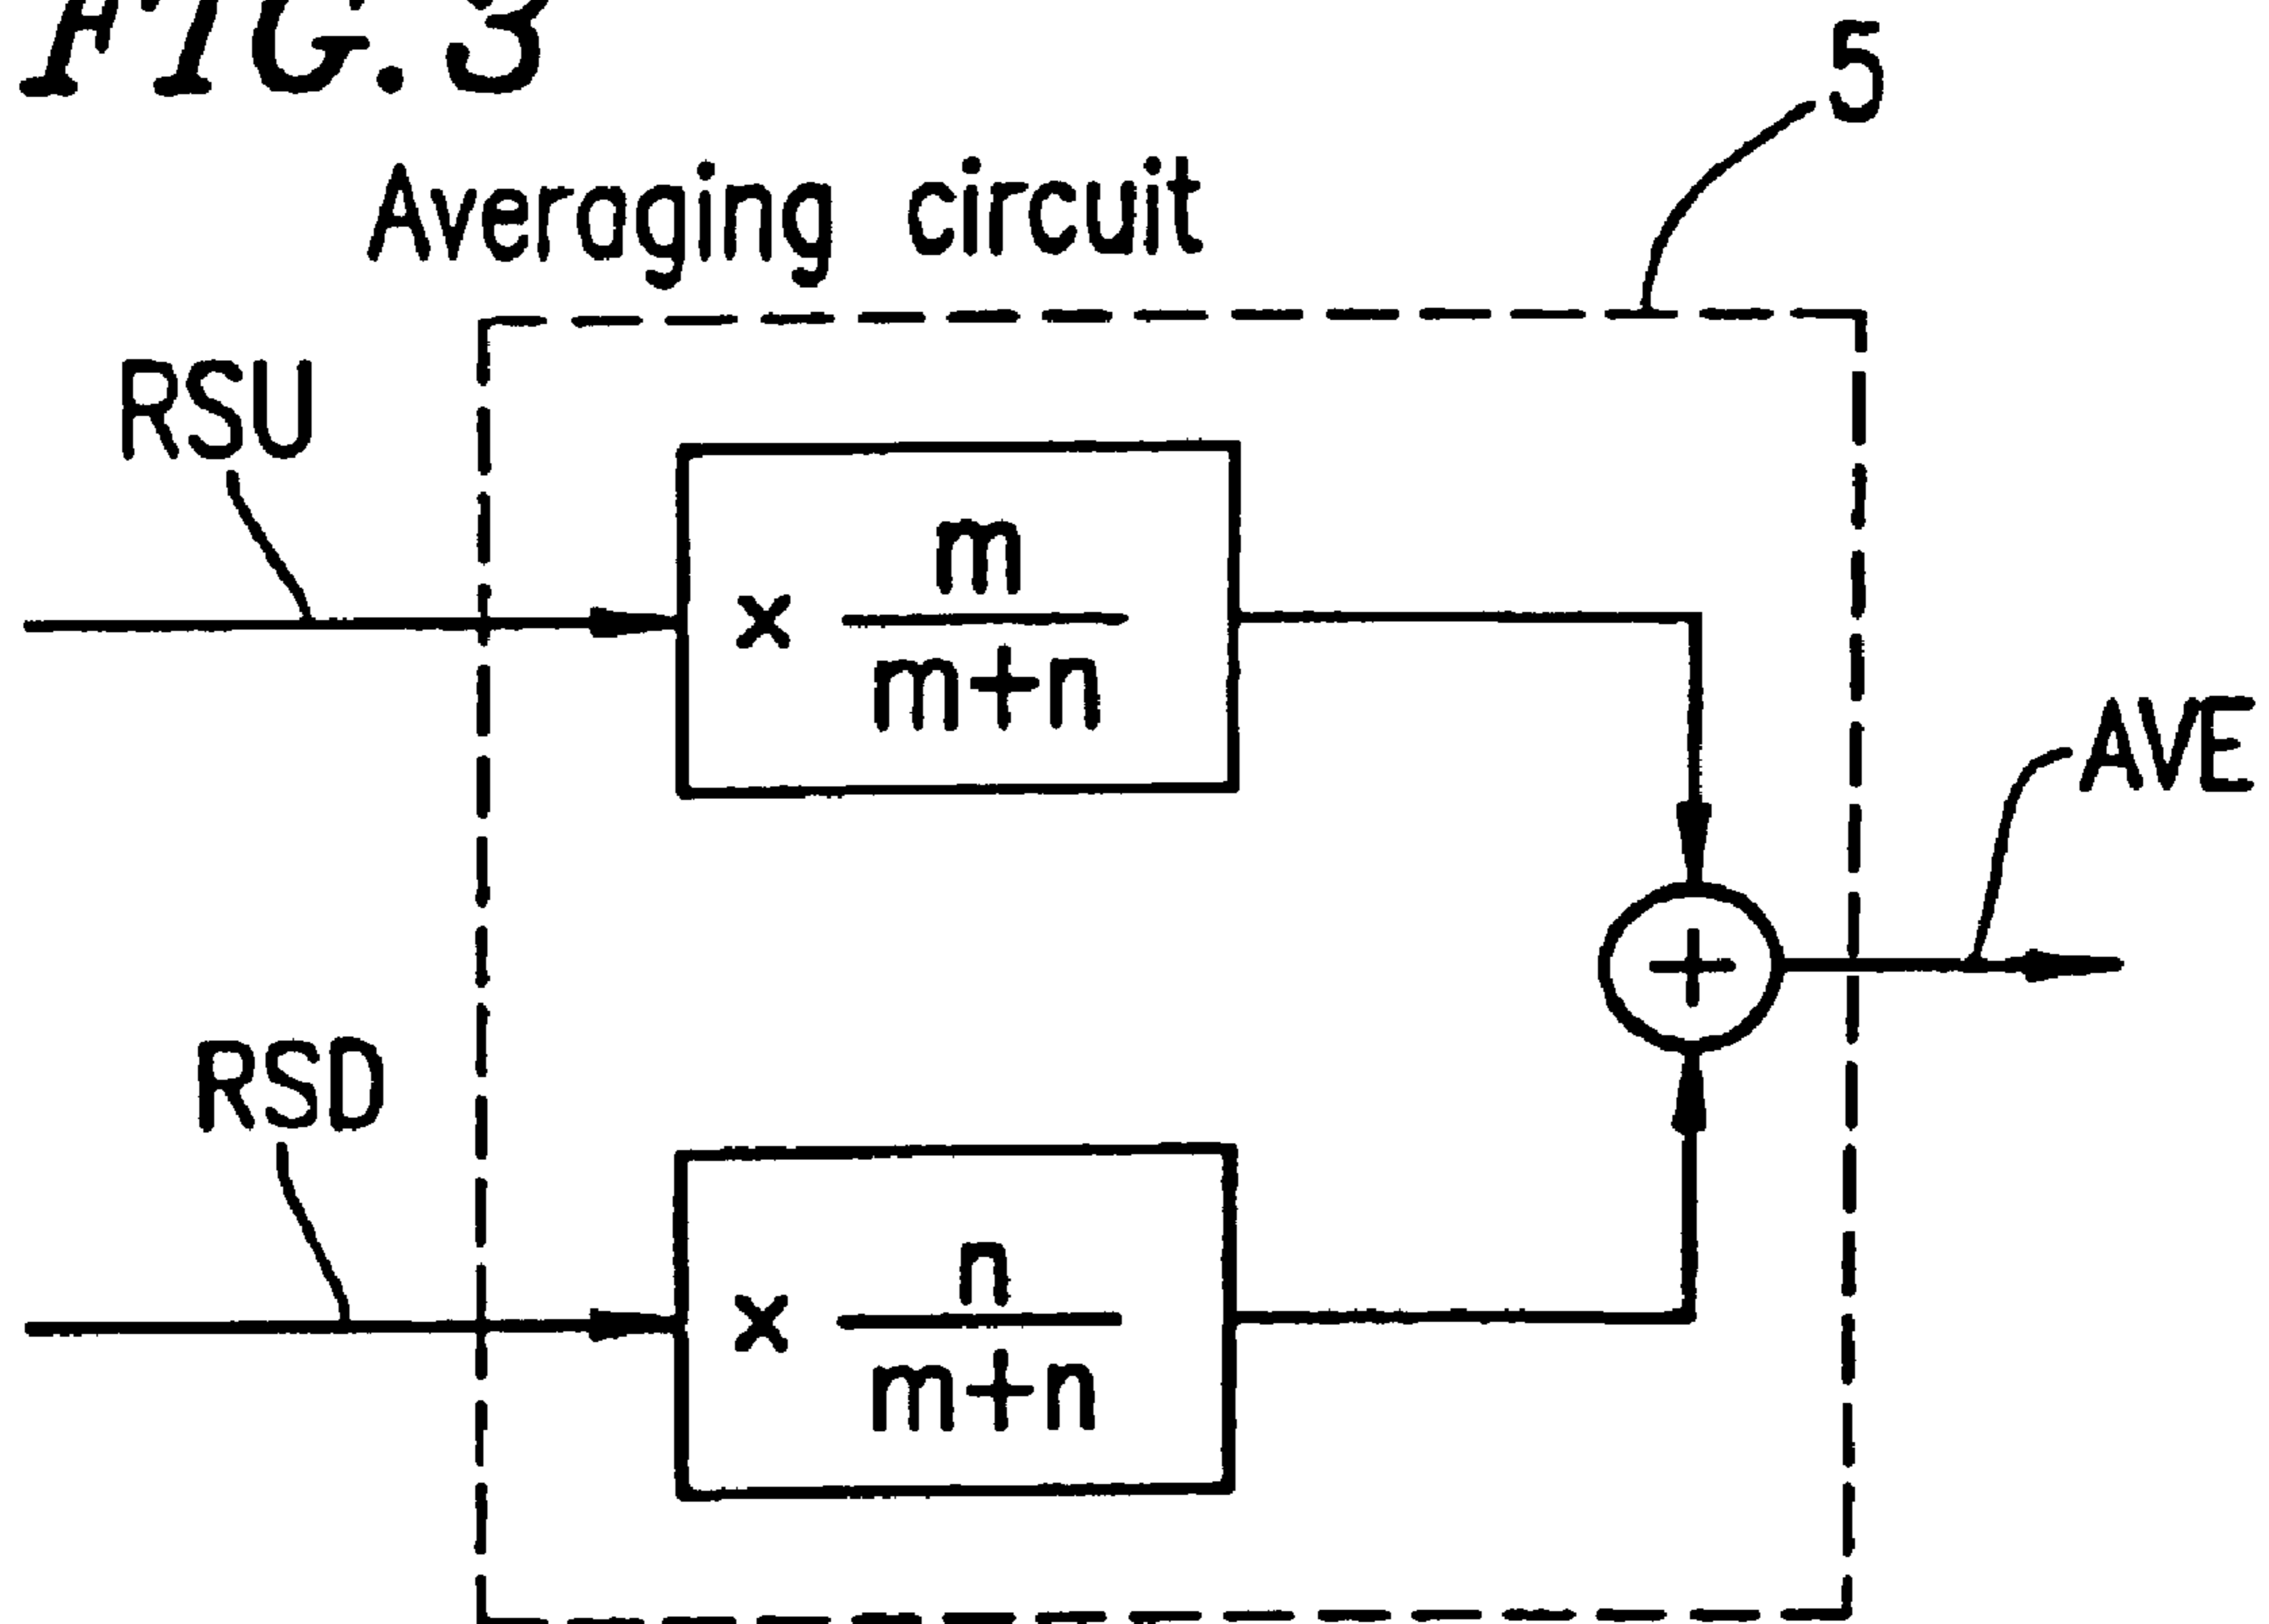 FIG. 3
5
Averaging circuit
RSU
× m
m+n
AVE
+
RSD
× n
m+n